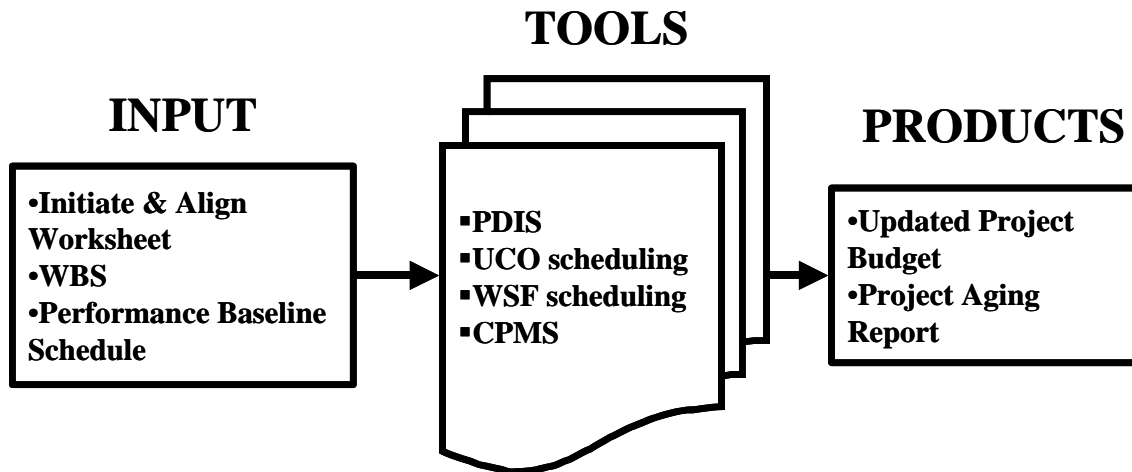 TOOLS
INPUT
PRODUCTS
•Initiate & Align
Worksheet
•WBS
•Performance Baseline
Schedule
▪PDIS
▪UCO scheduling
▪WSF scheduling
▪CPMS
•Updated Project
Budget
•Project Aging
Report